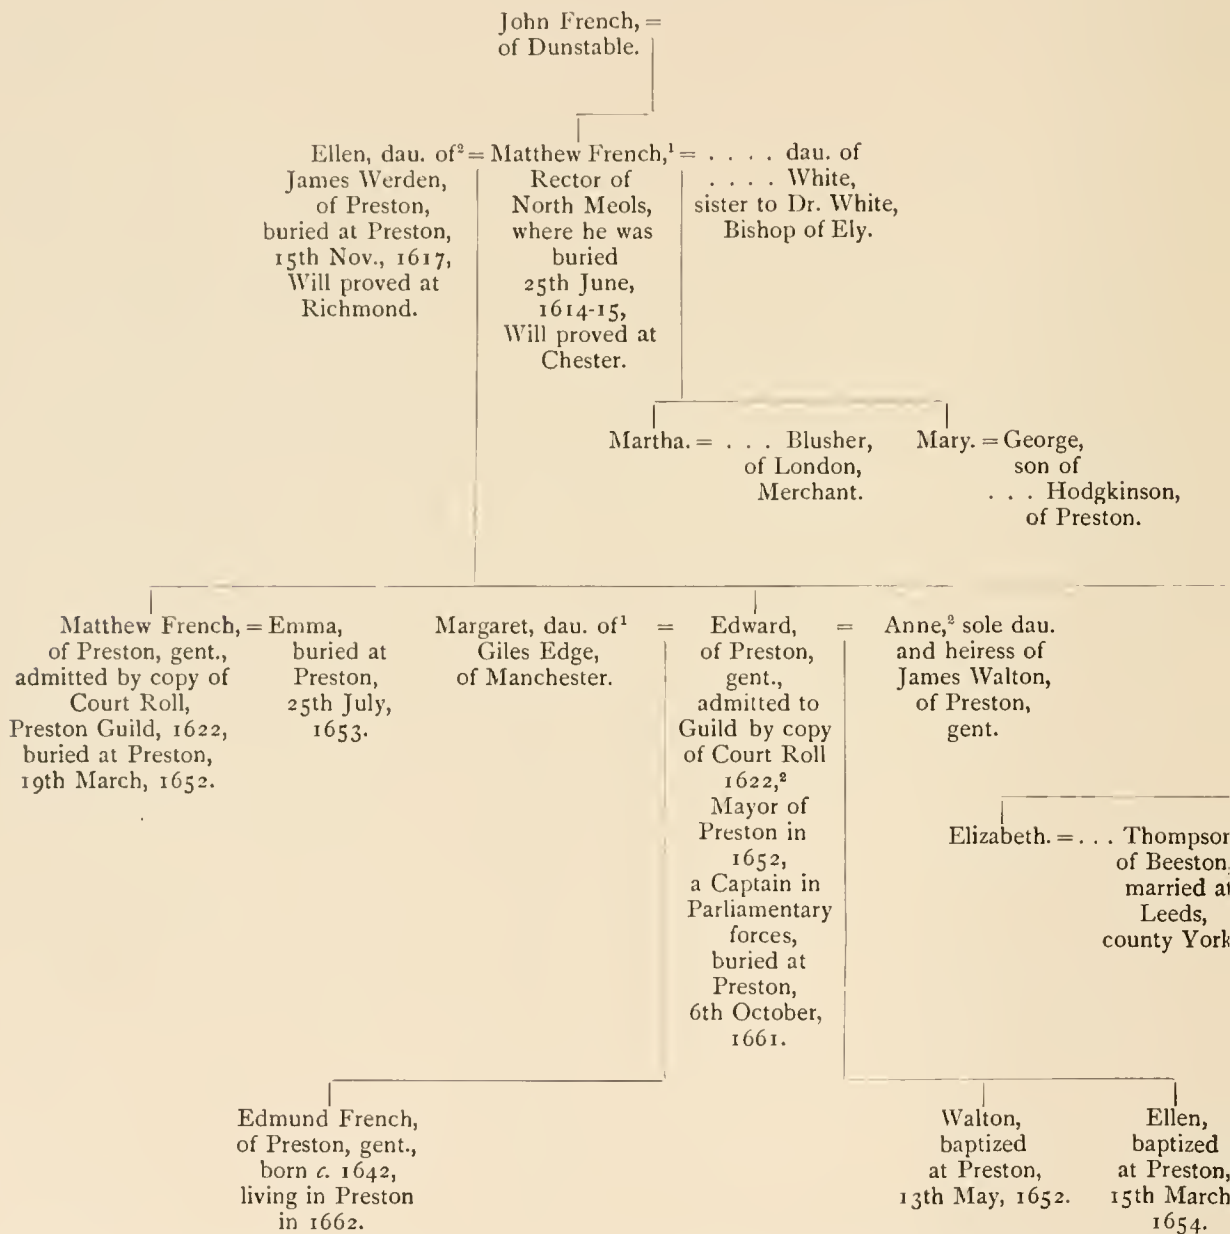 John French, =
of Dunstable.
Ellen, dau. of² = Matthew French,¹ = . . . . dau. of
James Werden,
of Preston,
buried at Preston,
15th Nov., 1617,
Will proved at
Richmond.
Rector of
North Meols,
where he was
buried
25th June,
1614-15,
Will proved at
Chester.
. . . . White,
sister to Dr. White,
Bishop of Ely.
Martha. = . . . Blusher,
of London,
Merchant.
Mary. = George,
son of
. . . Hodgkinson,
of Preston.
Matthew French, = Emma,
of Preston, gent.,
admitted by copy of
Court Roll,
Preston Guild, 1622,
buried at Preston,
19th March, 1652.
buried at
Preston,
25th July,
1653.
Margaret, dau. of¹ = Edward, = Anne,² sole dau.
Giles Edge,
of Manchester.
of Preston,
gent.,
admitted to
Guild by copy
of Court Roll
1622,²
Mayor of
Preston in
1652,
a Captain in
Parliamentary
forces,
buried at
Preston,
6th October,
1661.
and heiress of
James Walton,
of Preston,
gent.
Elizabeth. = . . . Thompson
of Beeston,
married at
Leeds,
county York
Edmund French,
of Preston, gent.,
born c. 1642,
living in Preston
in 1662.
Walton,
baptized
at Preston,
13th May, 1652.
Ellen,
baptized
at Preston,
15th March
1654.